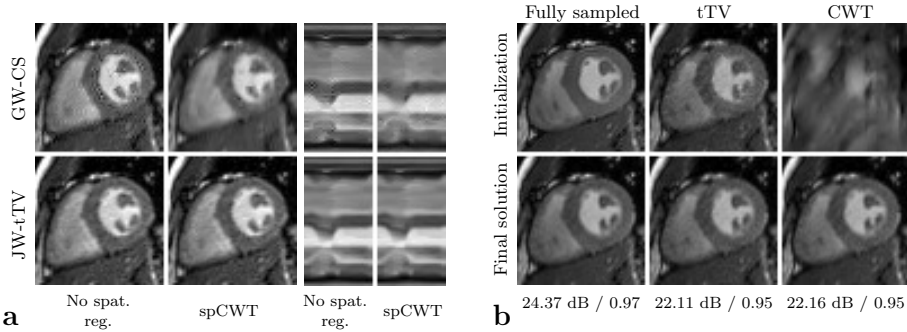 GW-CS
JW-tTV
No spat.
reg.
spCWT
No spat.
reg.
spCWT
a
Fully sampled
tTV
CWT
Initialization
Final solution
24.37 dB / 0.97
22.11 dB / 0.95
22.16 dB / 0.95
b